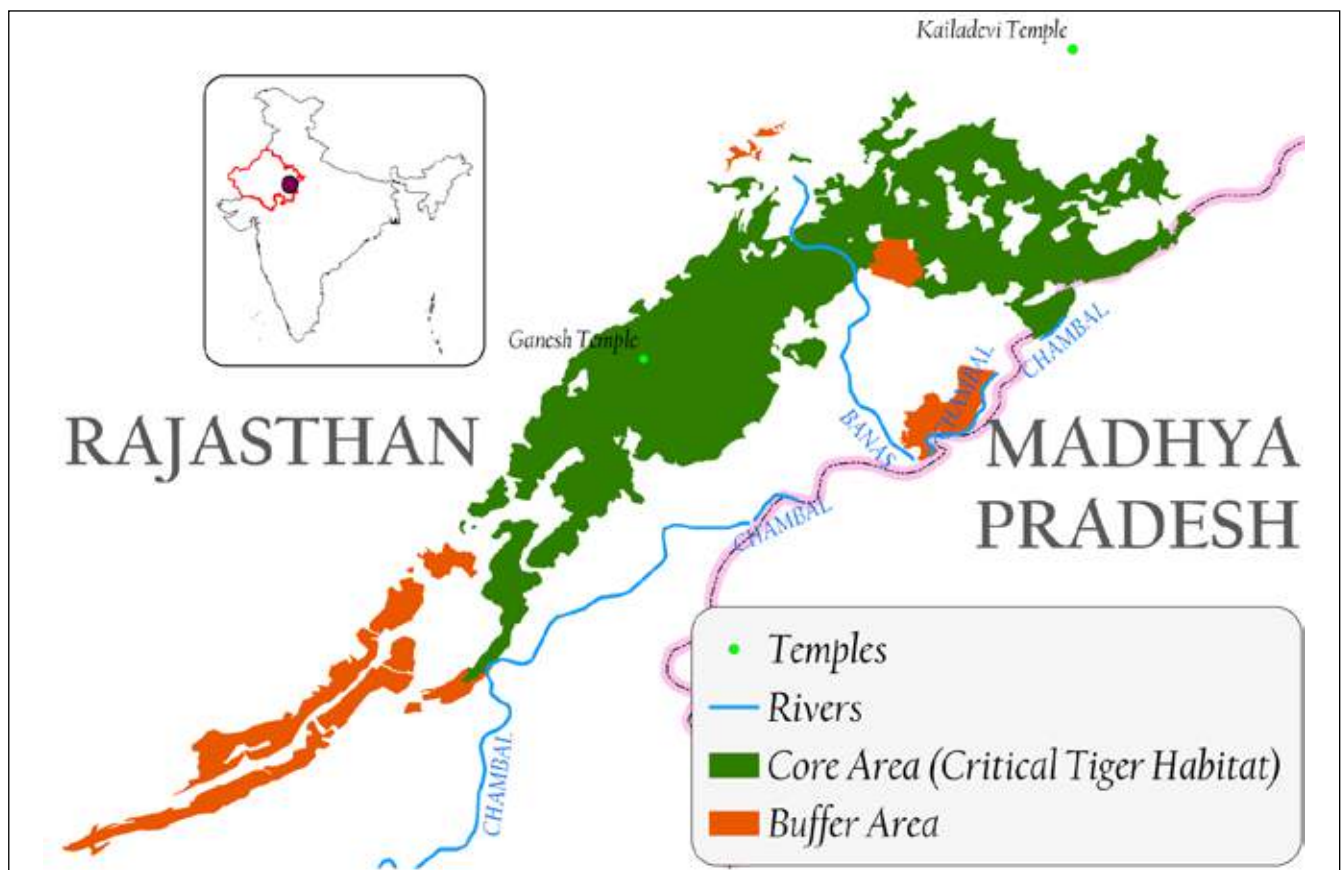 Kailadevi Temple
Ganesh Temple
RAJASTHAN
CHAMBAL
CHAMBAL
BANAS
MADHYA
PRADESH
CHAMBAL
CHAMBAL
Temples
Rivers
Core Area (Critical Tiger Habitat)
Buffer Area